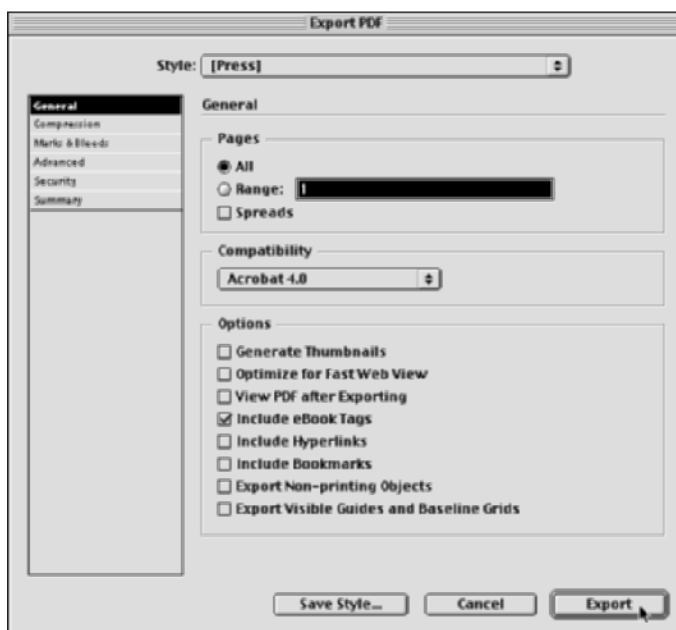 Export PDF
Style: [Press]
General
Compression
Marks & Bleeds
Advanced
Security
Summary
General
Pages
All
Range: 1
Spreads
Compatibility
Acrobat 4.0
Options
Generate Thumbnails
Optimize for Fast Web View
View PDF after Exporting
Include eBook Tags
Include Hyperlinks
Include Bookmarks
Export Non-printing Objects
Export Visible Guides and Baseline Grids
Save Style... Cancel Export